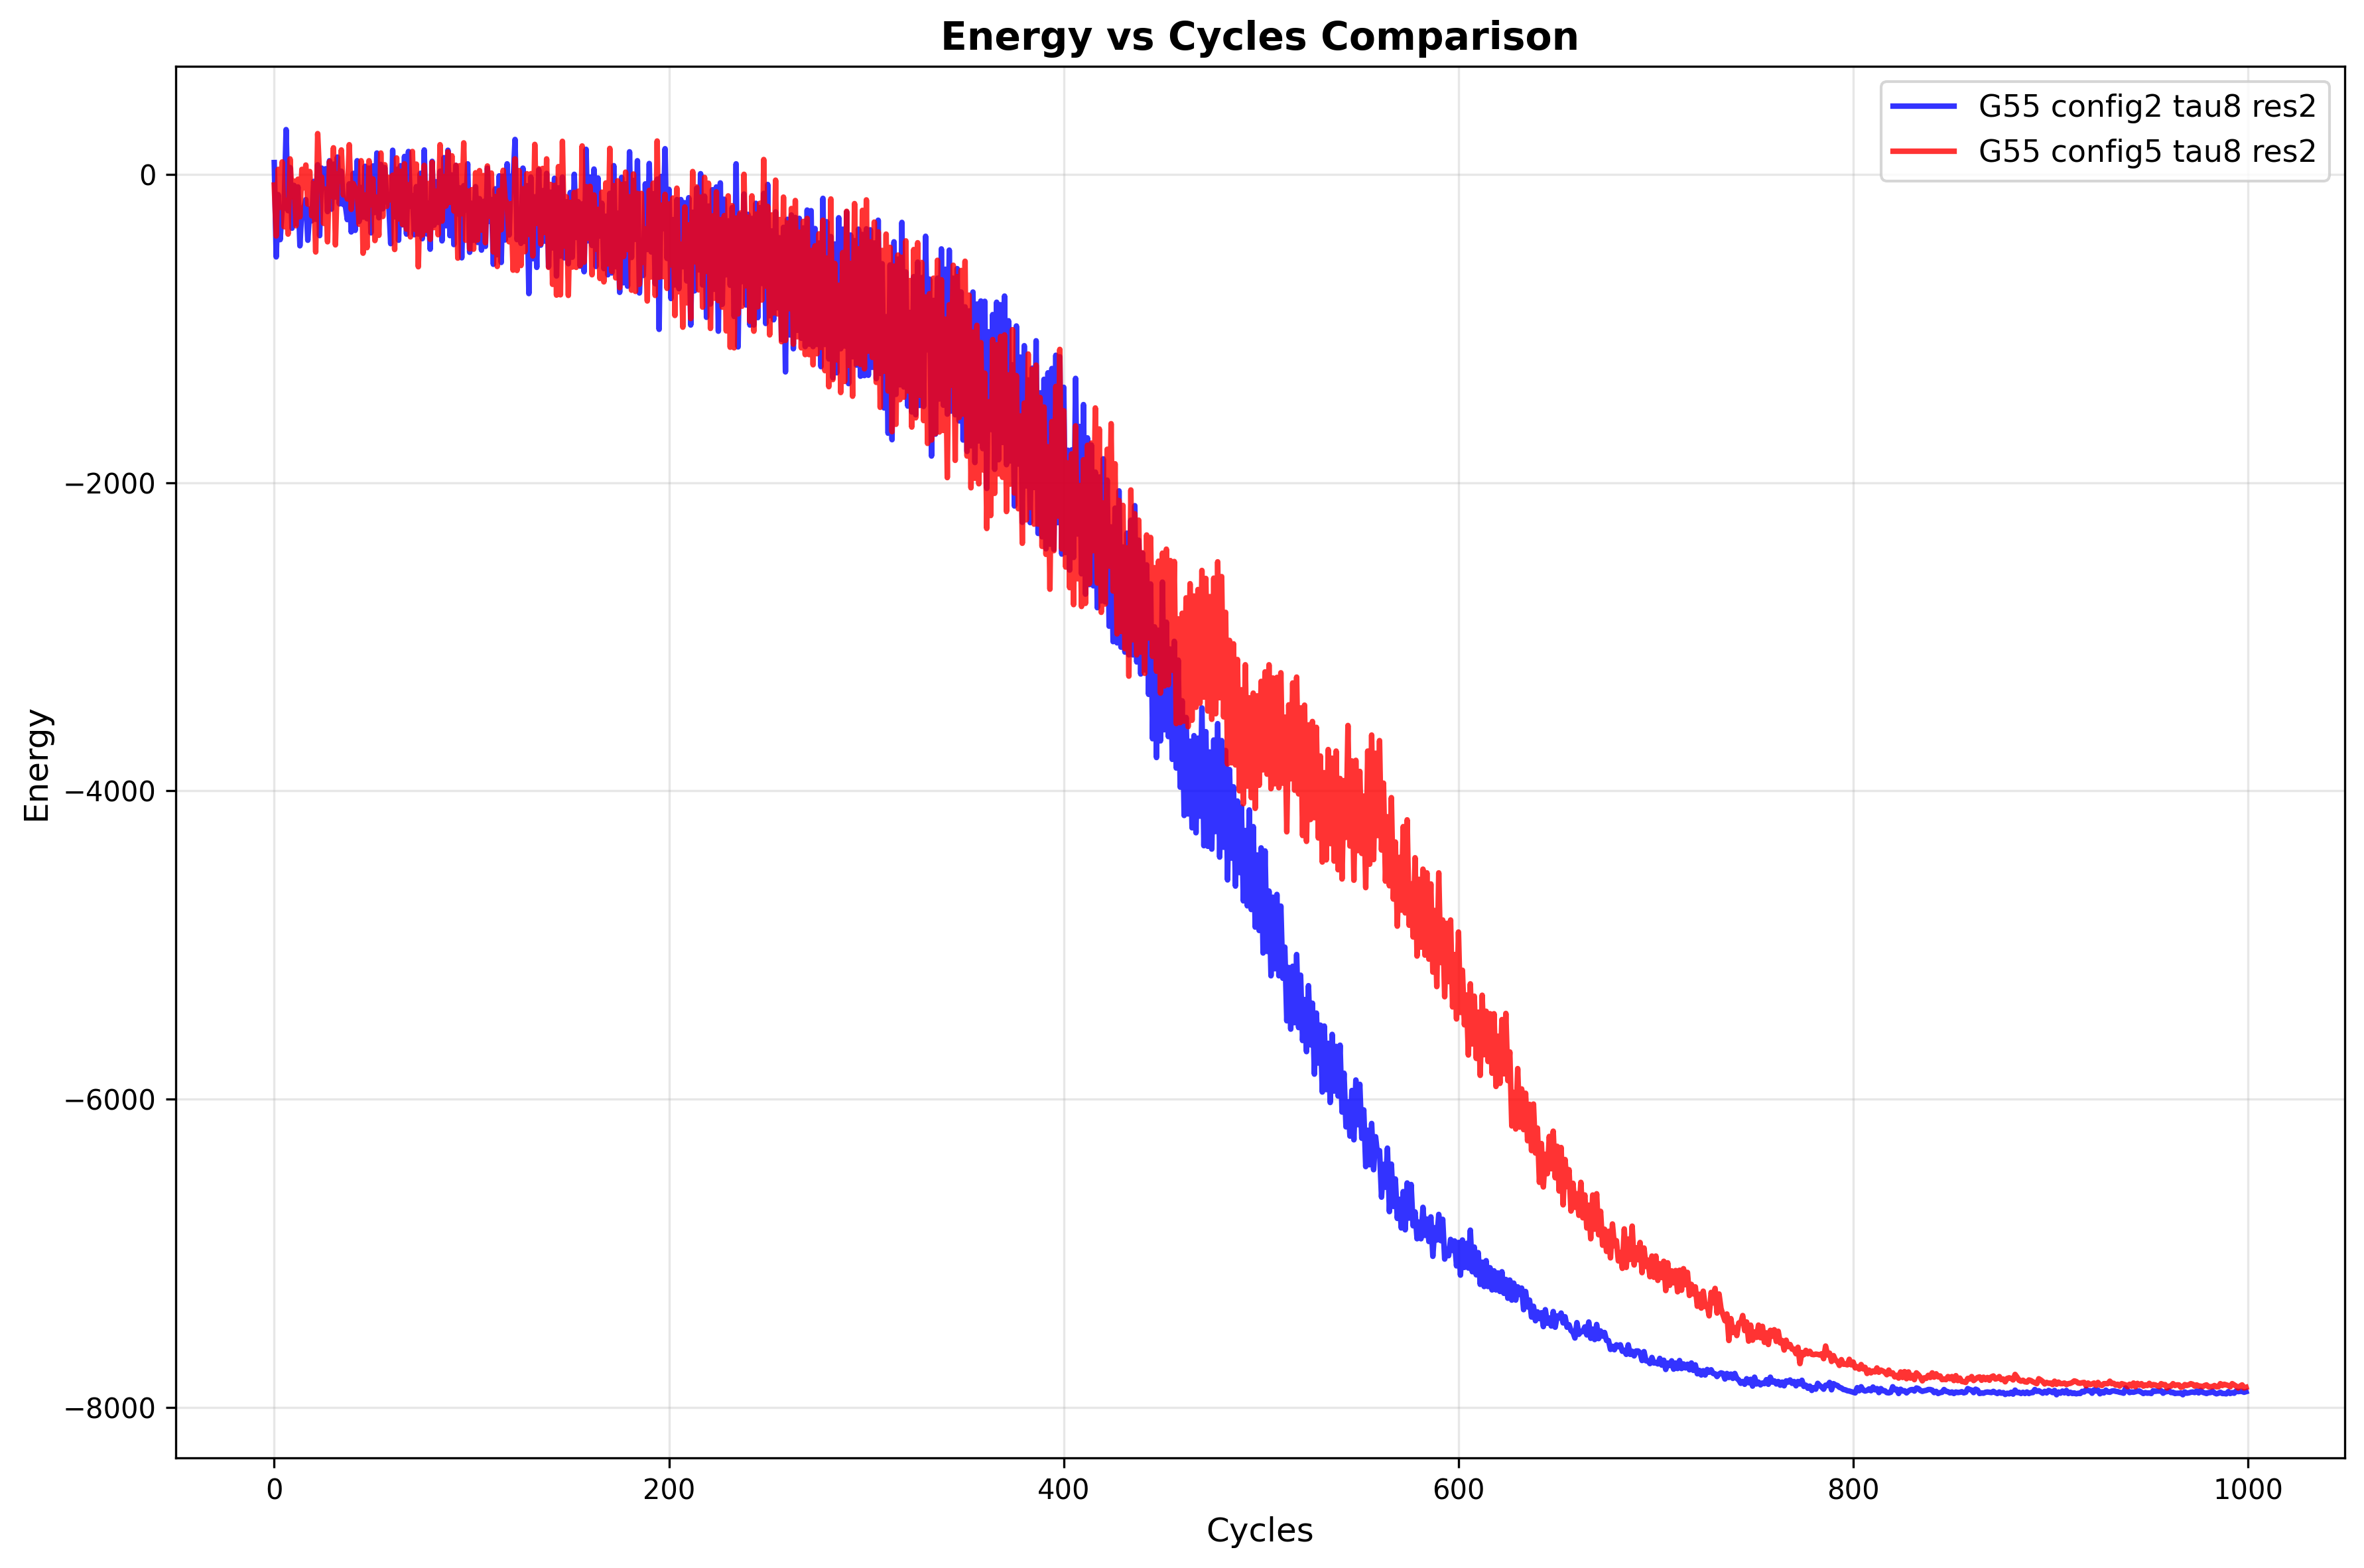 Energy vs Cycles Comparison
G55 config2 tau8 res2
G55 config5 tau8 res2
Energy
0
−2000
−4000
−6000
−8000
0 200 400 600 800 1000
Cycles